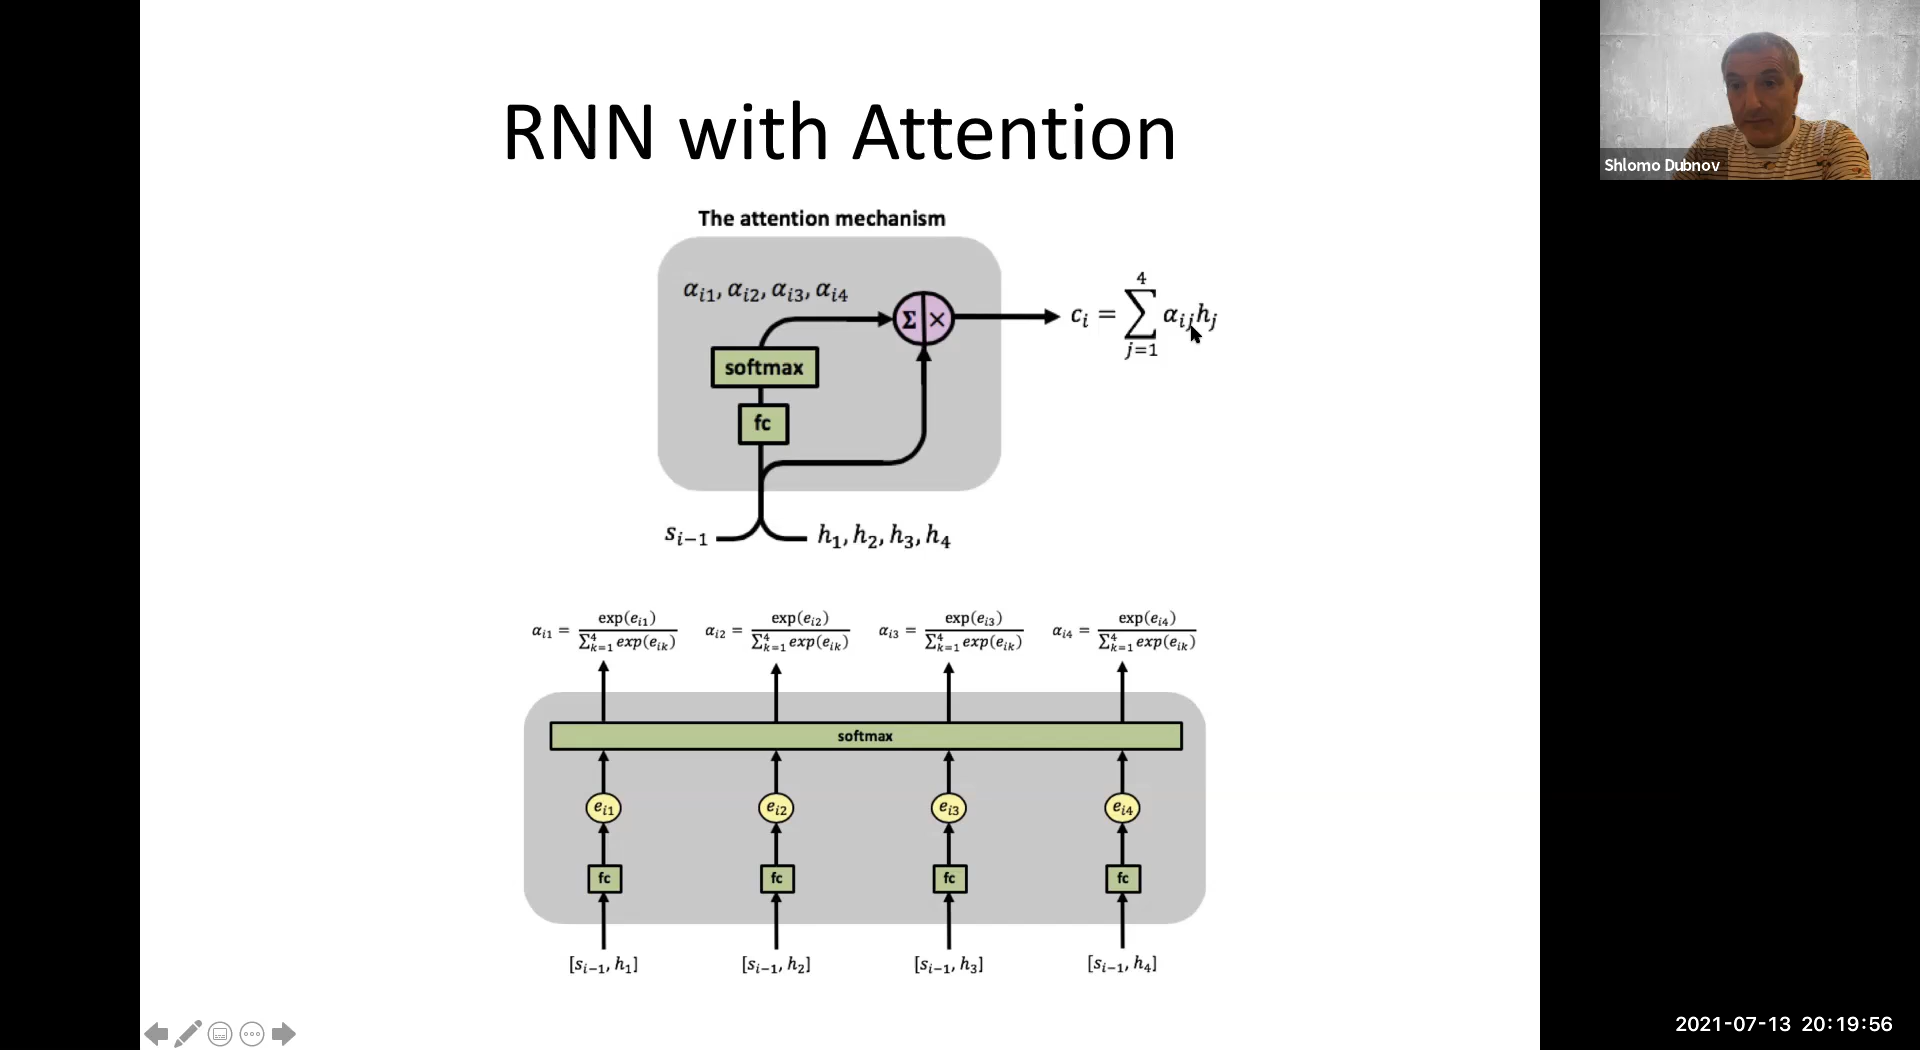 RNN with Attention
The attention mechanism
αi1, αi2, αi3, αi4
Σ ×
softmax
fc
si−1
h1, h2, h3, h4
ci = Σ4j=1 αijhj
αi1 = exp(ei1) / Σ4k=1 exp(eik)
αi2 = exp(ei2) / Σ4k=1 exp(eik)
αi3 = exp(ei3) / Σ4k=1 exp(eik)
αi4 = exp(ei4) / Σ4k=1 exp(eik)
softmax
ei1 ei2 ei3 ei4
fc fc fc fc
[si−1, h1] [si−1, h2] [si−1, h3] [si−1, h4]
Shlomo Dubnov
2021-07-13 20:19:56